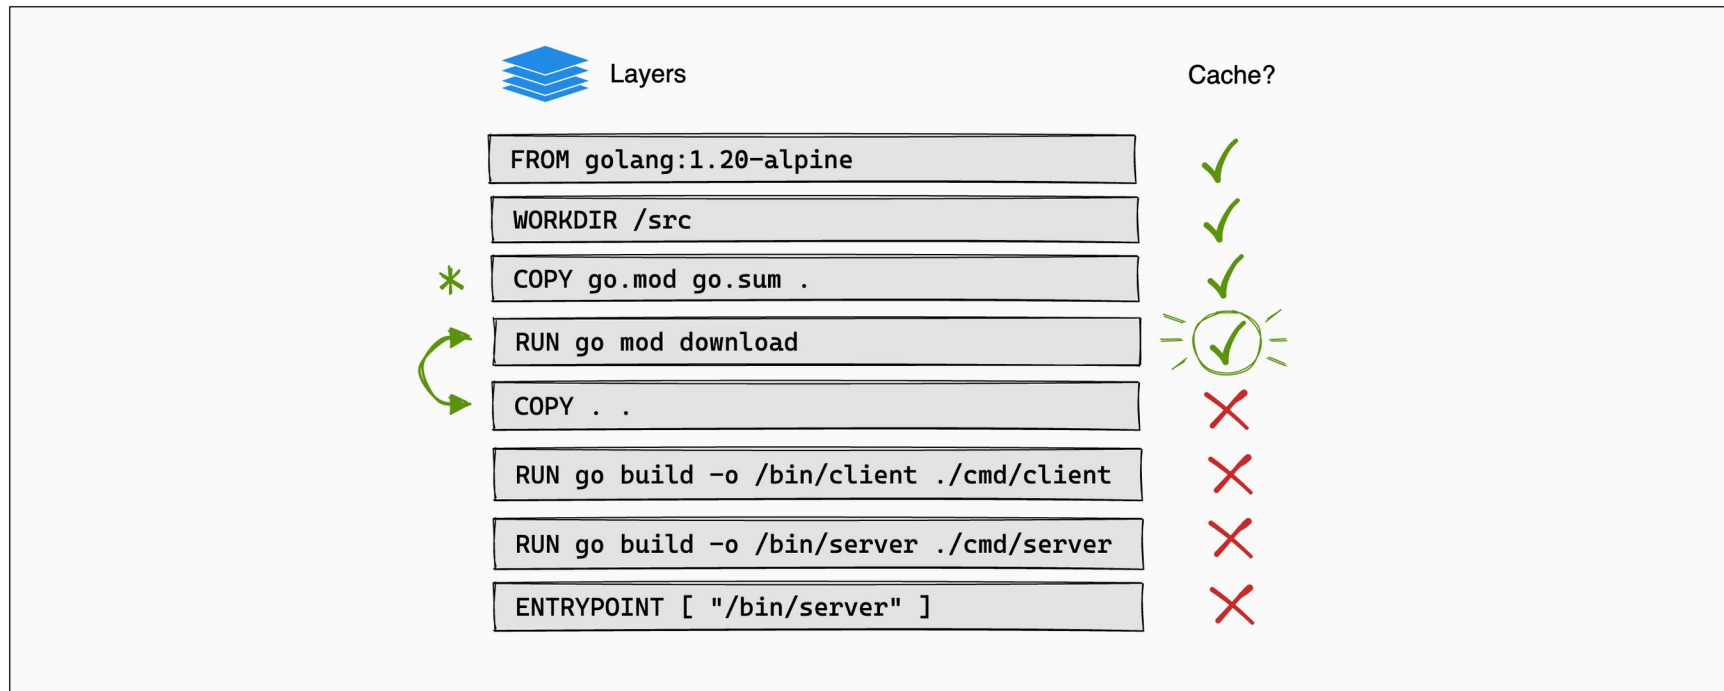 Layers
Cache?
FROM golang:1.20-alpine
WORKDIR /src
* COPY go.mod go.sum .
RUN go mod download
COPY . .
RUN go build -o /bin/client ./cmd/client
RUN go build -o /bin/server ./cmd/server
ENTRYPOINT [ "/bin/server" ]